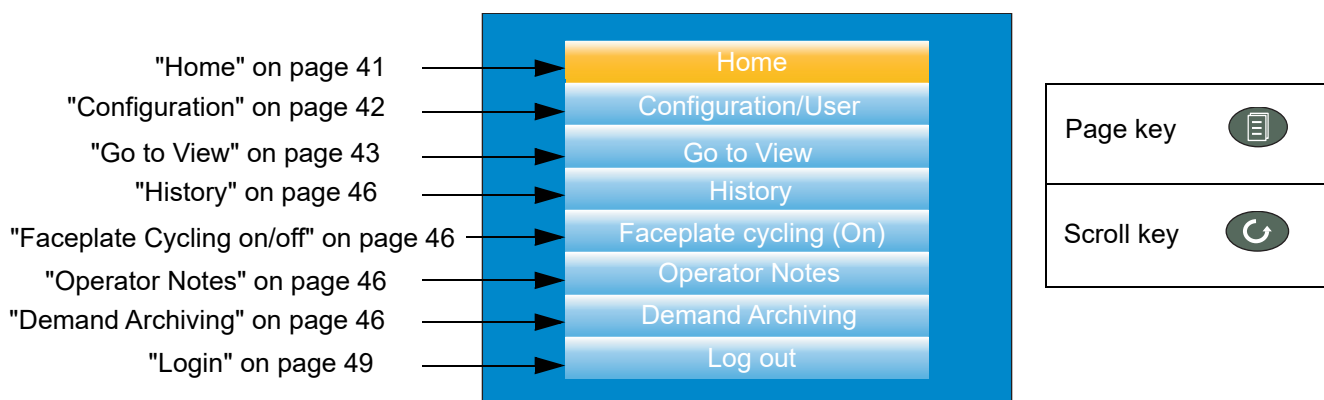 "Home" on page 41
"Configuration" on page 42
"Go to View" on page 43
"History" on page 46
"Faceplate Cycling on/off" on page 46
"Operator Notes" on page 46
"Demand Archiving" on page 46
"Login" on page 49
Home
Configuration/User
Go to View
History
Faceplate cycling (On)
Operator Notes
Demand Archiving
Log out
Page key
Scroll key